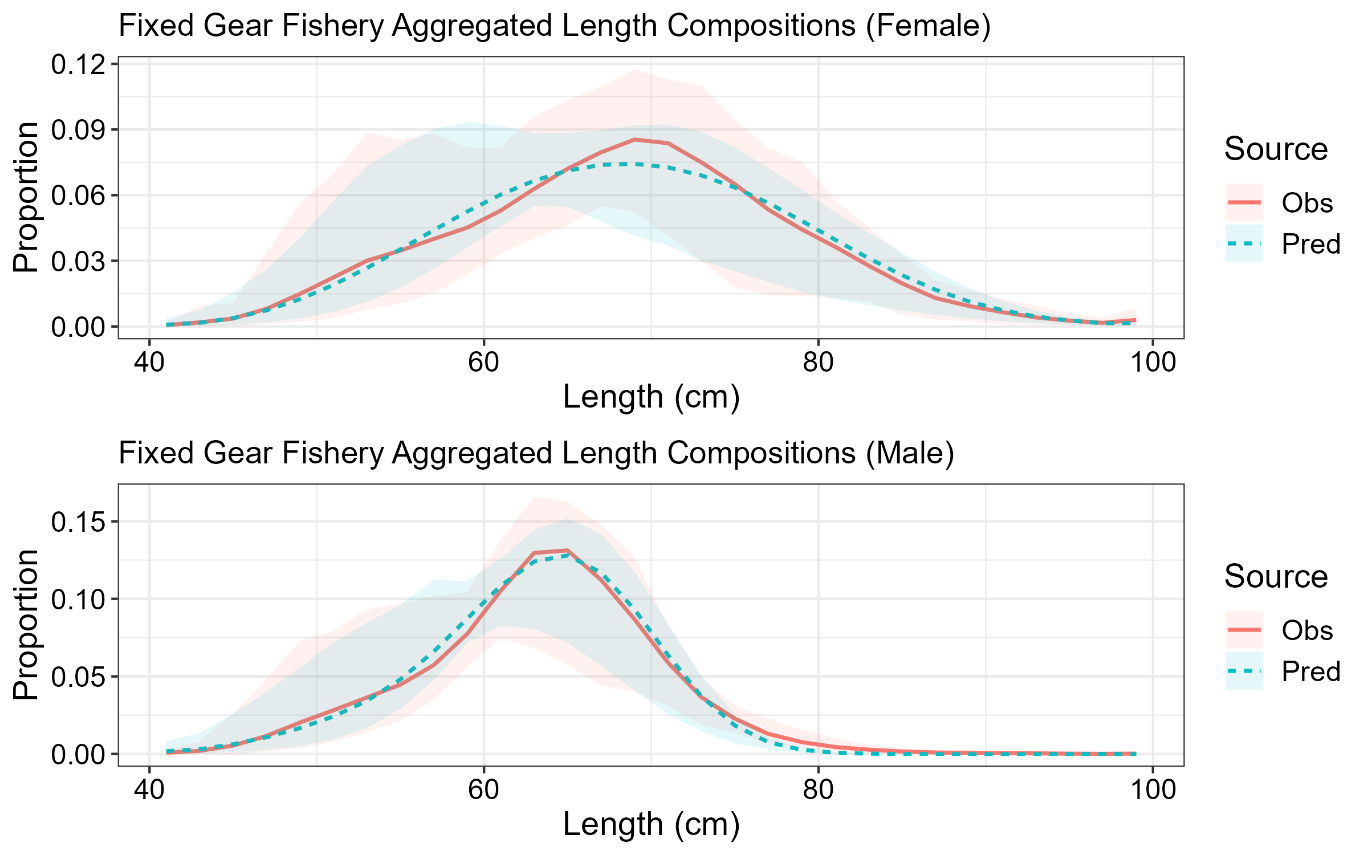 Fixed Gear Fishery Aggregated Length Compositions (Female)
0.12
0.09
0.06
0.03
0.00
Proportion
40 60 80 100
Length (cm)
Source
Obs
Pred
Fixed Gear Fishery Aggregated Length Compositions (Male)
0.15
0.10
0.05
0.00
Proportion
40 60 80 100
Length (cm)
Source
Obs
Pred